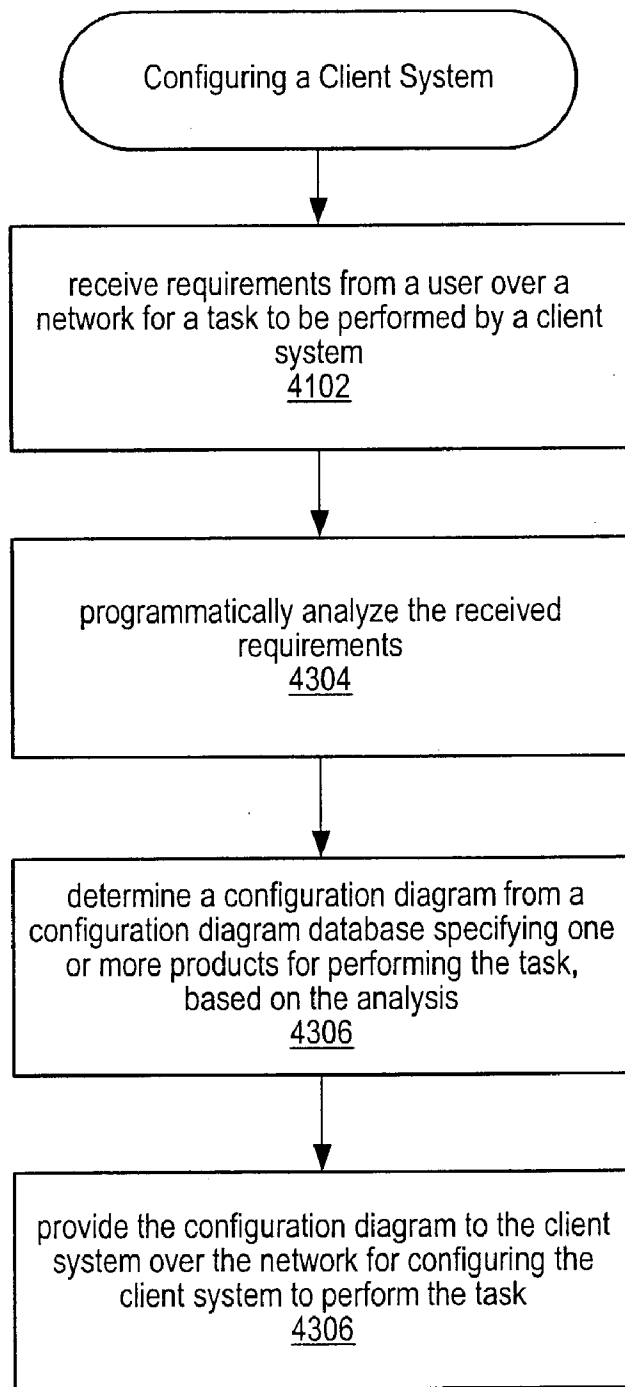 Configuring a Client System
receive requirements from a user over a
network for a task to be performed by a client
system
4102
programmatically analyze the received
requirements
4304
determine a configuration diagram from a
configuration diagram database specifying one
or more products for performing the task,
based on the analysis
4306
provide the configuration diagram to the client
system over the network for configuring the
client system to perform the task
4306